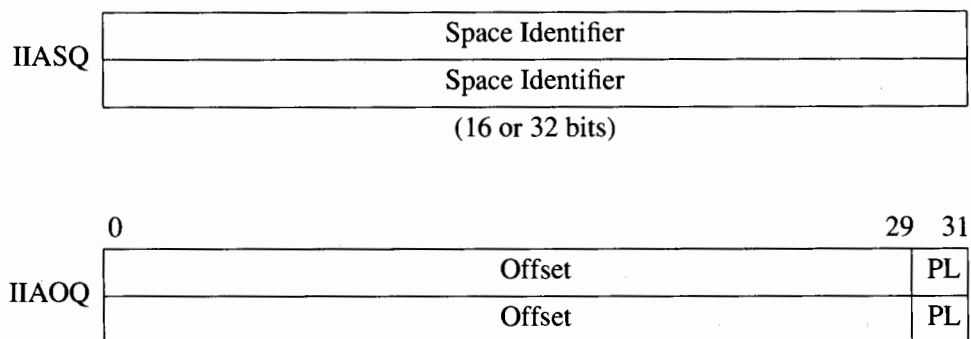 Space Identifier
IIASQ
Space Identifier
(16 or 32 bits)
0 29 31
Offset PL
IIAOQ
Offset PL